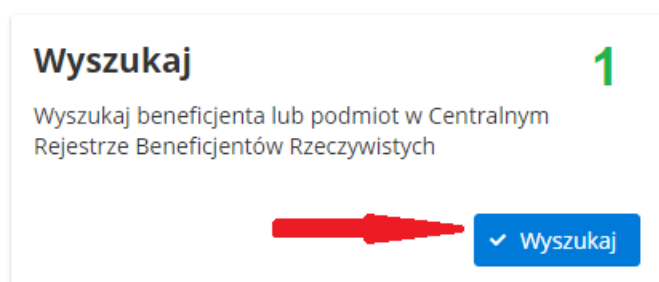 Wyszukaj 1
Wyszukaj beneficjenta lub podmiot w Centralnym
Rejestrze Beneficjentów Rzeczywistych
Wyszukaj